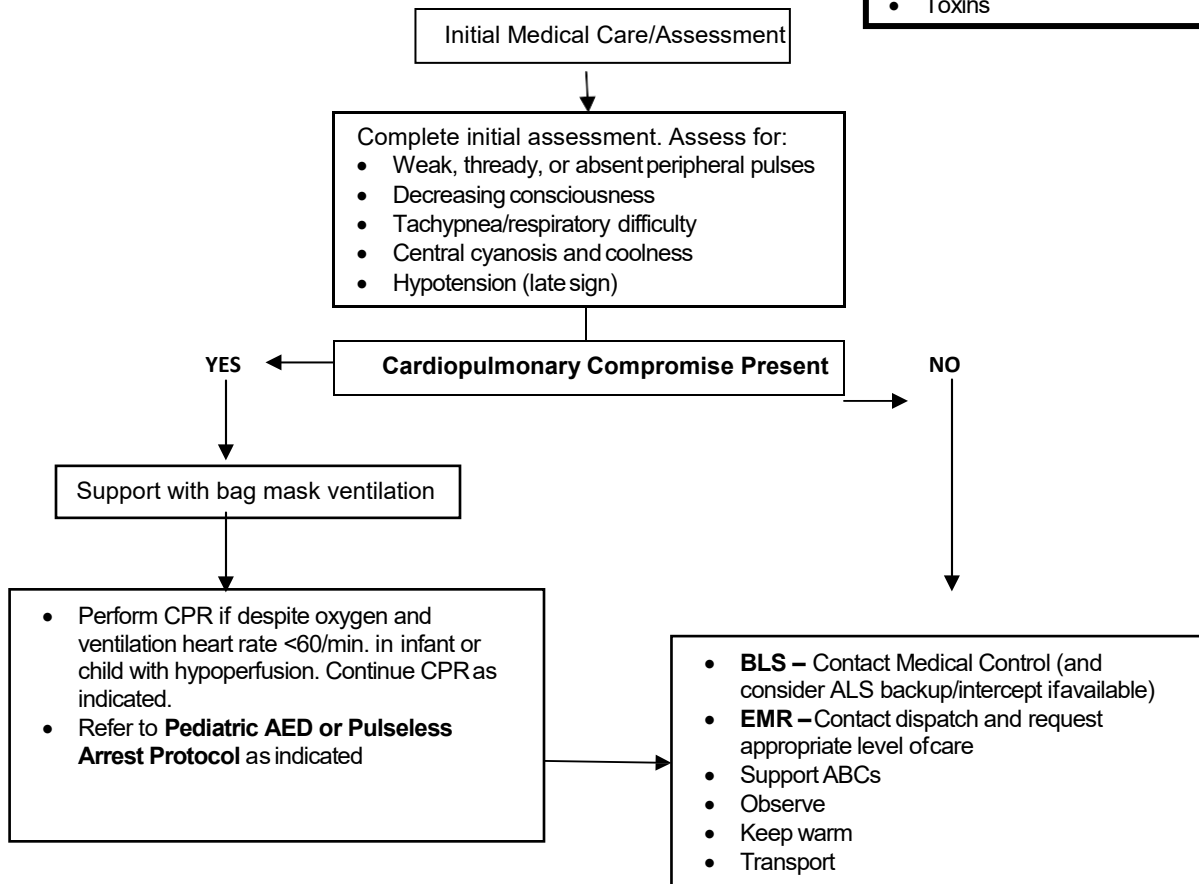 • Toxins
Initial Medical Care/Assessment
Complete initial assessment. Assess for:
• Weak, thready, or absent peripheral pulses
• Decreasing consciousness
• Tachypnea/respiratory difficulty
• Central cyanosis and coolness
• Hypotension (late sign)
YES
Cardiopulmonary Compromise Present
NO
Support with bag mask ventilation
• Perform CPR if despite oxygen and
ventilation heart rate <60/min. in infant or
child with hypoperfusion. Continue CPR as
indicated.
• Refer to Pediatric AED or Pulseless
Arrest Protocol as indicated
• BLS – Contact Medical Control (and
consider ALS backup/intercept if available)
• EMR – Contact dispatch and request
appropriate level of care
• Support ABCs
• Observe
• Keep warm
• Transport